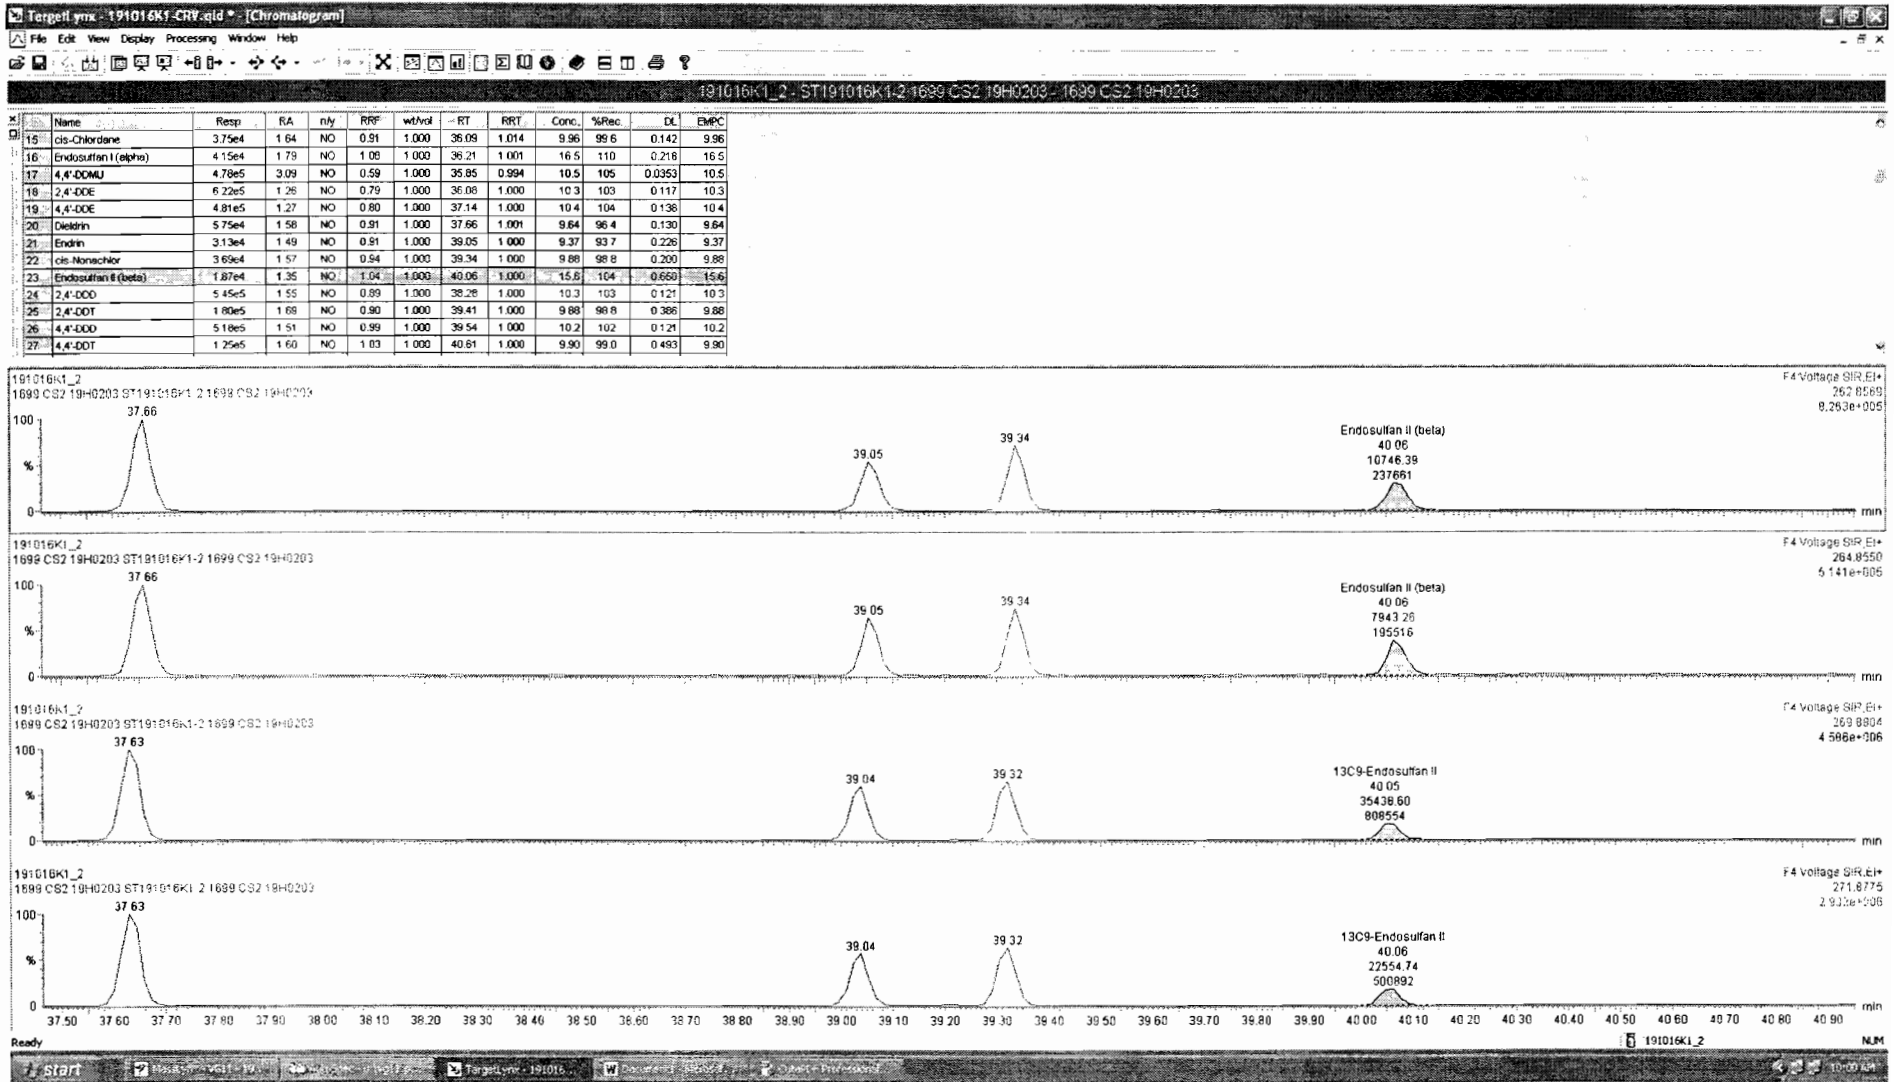 TargetLynx - 191016K1-CRV.qld * - [Chromatogram]
File Edit View Display Processing Window Help
191016K1_2 - ST191016K1-2 1699 CS2 19H0203 - 1699 CS2 19H0203
Name Resp RA n/y RRF wt/vol RT RRT Conc. %Rec DL EMPC
15 cis-Chlordane 3.75e4 1.64 NO 0.91 1.000 36.09 1.014 9.96 99.6 0.142 9.96
16 Endosulfan I (alpha) 4.15e4 1.79 NO 1.08 1.000 36.21 1.001 16.5 110 0.218 16.5
17 4,4'-DDMU 4.78e5 3.09 NO 0.59 1.000 35.85 0.994 10.5 105 0.0353 10.5
18 2,4'-DDE 6.22e5 1.26 NO 0.79 1.000 36.08 1.000 10.3 103 0.117 10.3
19 4,4'-DDE 4.81e5 1.27 NO 0.80 1.000 37.14 1.000 10.4 104 0.138 10.4
20 Dieldrin 5.75e4 1.58 NO 0.91 1.000 37.66 1.001 9.64 96.4 0.130 9.64
21 Endrin 3.13e4 1.49 NO 0.91 1.000 39.05 1.000 9.37 93.7 0.226 9.37
22 cis-Nonachlor 3.69e4 1.57 NO 0.94 1.000 39.34 1.000 9.88 98.8 0.200 9.88
23 Endosulfan II (beta) 1.87e4 1.35 NO 1.04 1.000 40.06 1.000 15.6 104 0.650 15.6
24 2,4'-DDD 5.45e5 1.55 NO 0.89 1.000 38.28 1.000 10.3 103 0.121 10.3
25 2,4'-DDT 1.80e5 1.69 NO 0.90 1.000 39.41 1.000 9.88 98.8 0.386 9.88
26 4,4'-DDD 5.18e5 1.51 NO 0.99 1.000 39.54 1.000 10.2 102 0.121 10.2
27 4,4'-DDT 1.25e5 1.60 NO 1.03 1.000 40.61 1.000 9.90 99.0 0.493 9.90
191016K1_2
1699 CS2 19H0203 ST191016K1-2 1699 CS2 19H0203
F4:Voltage SIR,EI+
262.8569
8.263e+005
100
%
0
37.66
39.05
39.34
Endosulfan II (beta)
40.06
10746.39
237661
min
191016K1_2
1699 CS2 19H0203 ST191016K1-2 1699 CS2 19H0203
F4:Voltage SIR,EI+
264.8550
5.141e+005
100
%
0
37.66
39.05
39.34
Endosulfan II (beta)
40.06
7943.26
195516
min
191016K1_2
1699 CS2 19H0203 ST191016K1-2 1699 CS2 19H0203
F4:Voltage SIR,EI+
269.8804
4.586e+006
100
%
0
37.63
39.04
39.32
13C9-Endosulfan II
40.05
35438.60
808554
min
191016K1_2
1699 CS2 19H0203 ST191016K1-2 1699 CS2 19H0203
F4:Voltage SIR,EI+
271.8775
100
%
0
37.63
39.04
39.32
13C9-Endosulfan II
40.06
22554.74
500892
min
37.50 37.60 37.70 37.80 37.90 38.00 38.10 38.20 38.30 38.40 38.50 38.60 38.70 38.80 38.90 39.00 39.10 39.20 39.30 39.40 39.50 39.60 39.70 39.80 39.90 40.00 40.10 40.20 40.30 40.40 40.50 40.60 40.70 40.80 40.90
Ready 191016K1_2 NUM
start TargetLynx - 191016... 10:00 AM